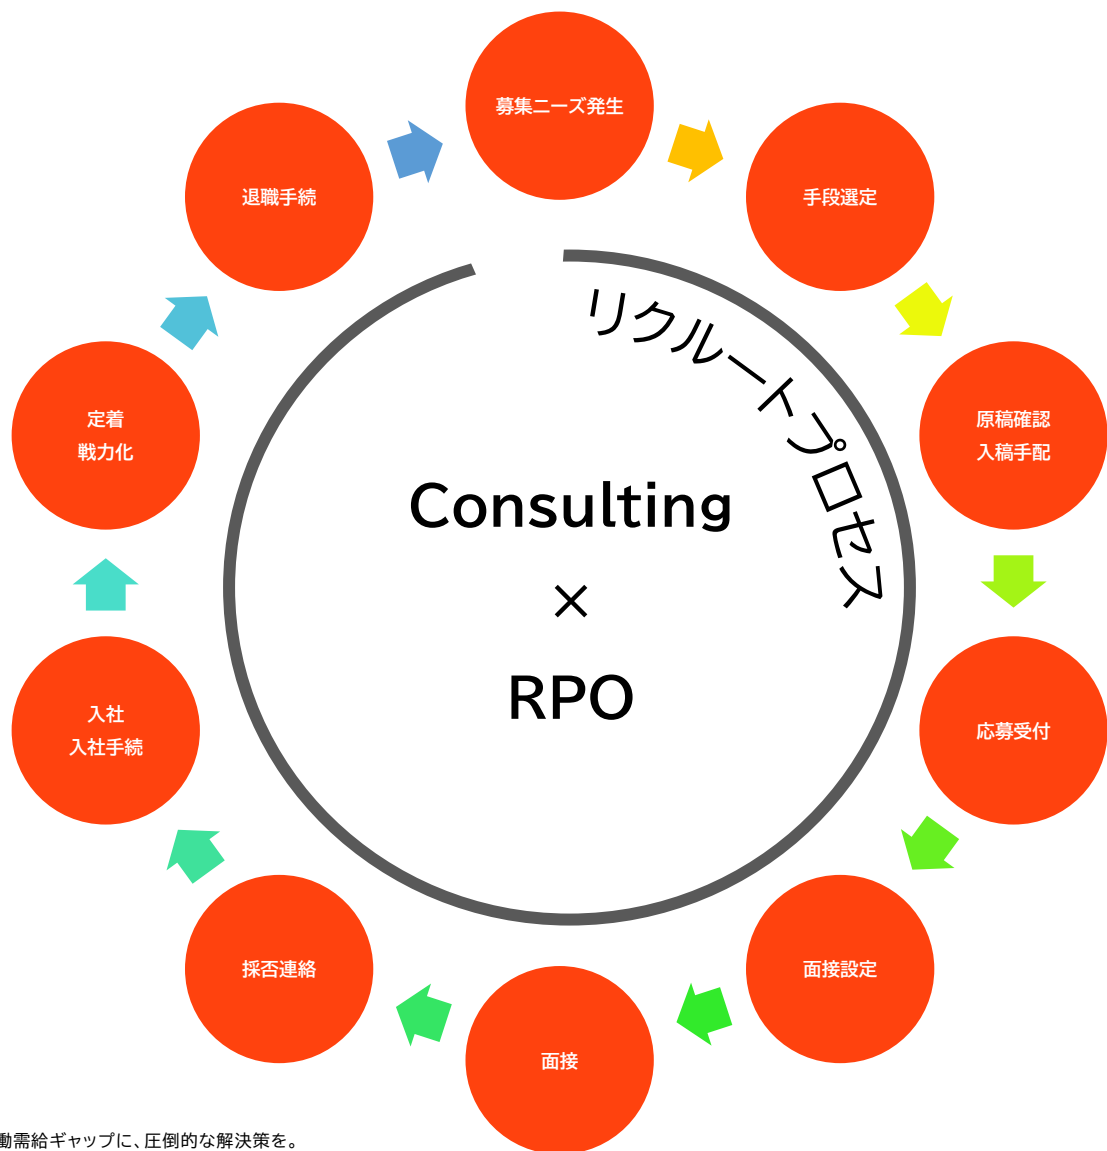 募集ニーズ発生
手段選定
原稿確認
入稿手配
応募受付
面接設定
面接
採否連絡
入社
入社手続
定着
戦力化
退職手続
リクルートプロセス
Consulting
×
RPO
動需給ギャップに、圧倒的な解決策を。